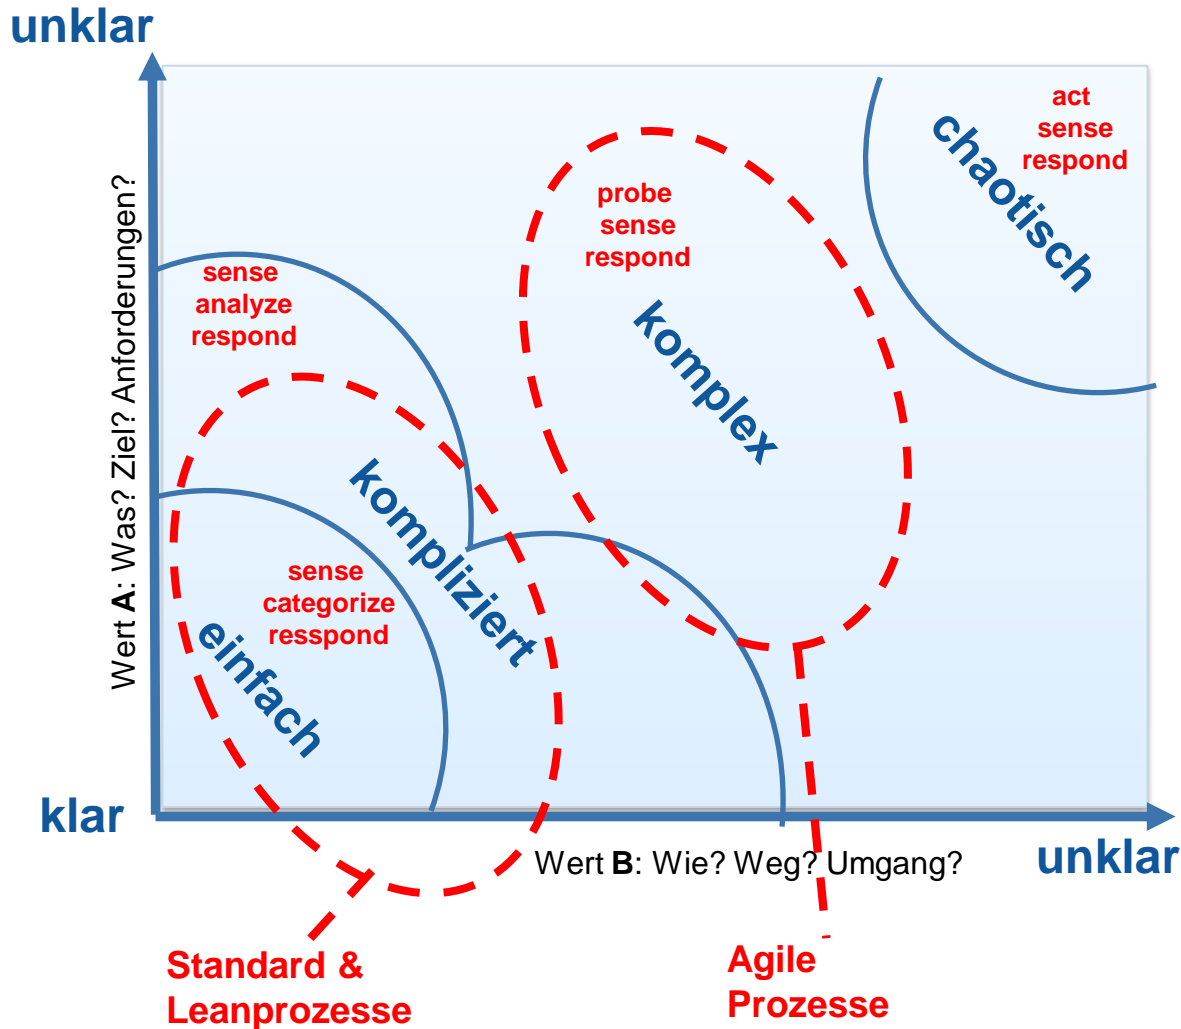 unklar
act
sense
respond
chaotisch
probe
sense
respond
komplex
sense
analyze
respond
kompliziert
sense
categorize
resspond
einfach
Wert A: Was? Ziel? Anforderungen?
klar
Wert B: Wie? Weg? Umgang?
unklar
Standard &
Leanprozesse
Agile
Prozesse